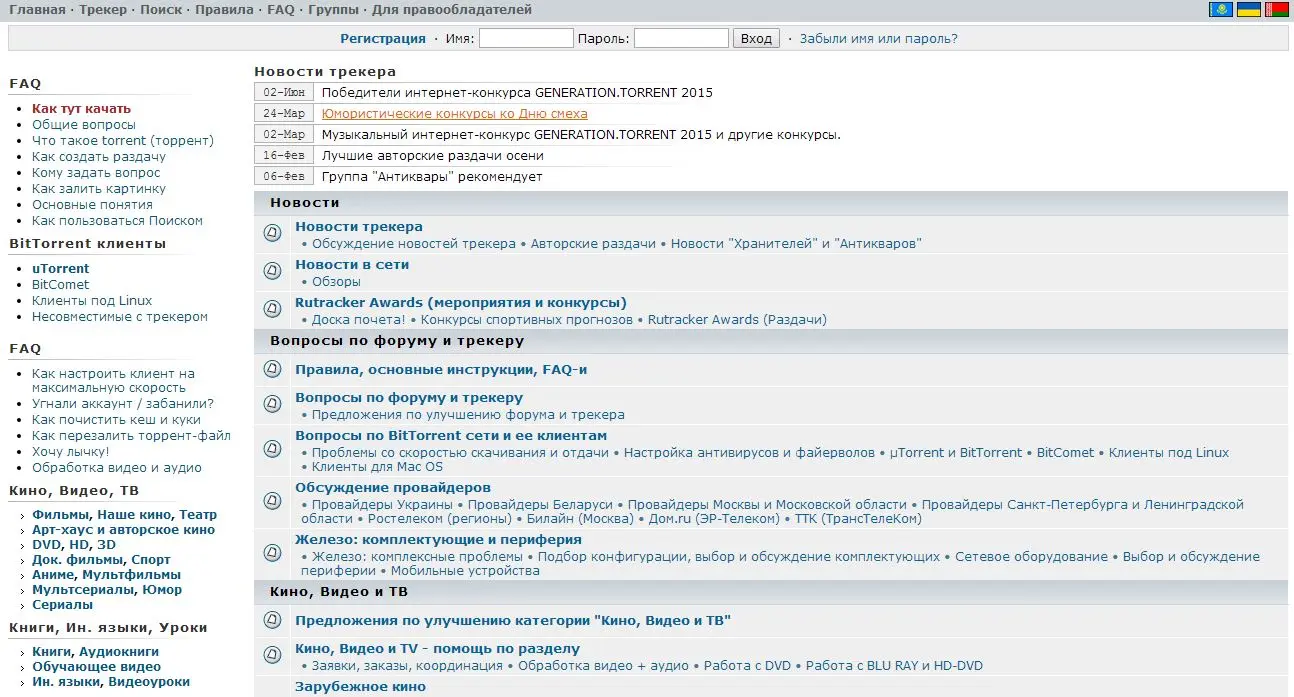 Главная · Трекер · Поиск · Правила · FAQ · Группы · Для правообладателей
Регистрация · Имя: Пароль: Вход · Забыли имя или пароль?
FAQ
Как тут качать
Общие вопросы
Что такое torrent (торрент)
Как создать раздачу
Кому задать вопрос
Как залить картинку
Основные понятия
Как пользоваться Поиском
BitTorrent клиенты
uTorrent
BitComet
Клиенты под Linux
Несовместимые с трекером
FAQ
Как настроить клиент на
максимальную скорость
Угнали аккаунт / забанили?
Как почистить кеш и куки
Как перезалить торрент-файл
Хочу лычку!
Обработка видео и аудио
Кино, Видео, ТВ
Фильмы, Наше кино, Театр
Арт-хаус и авторское кино
DVD, HD, 3D
Док. фильмы, Спорт
Аниме, Мультфильмы
Мультсериалы, Юмор
Сериалы
Книги, Ин. языки, Уроки
Книги, Аудиокниги
Обучающее видео
Ин. языки, Видеоуроки
Новости трекера
02-Июн Победители интернет-конкурса GENERATION.TORRENT 2015
24-Мар Юмористические конкурсы ко Дню смеха
02-Мар Музыкальный интернет-конкурс GENERATION.TORRENT 2015 и другие конкурсы.
16-Фев Лучшие авторские раздачи осени
06-Фев Группа "Антиквары" рекомендует
Новости
Новости трекера
• Обсуждение новостей трекера • Авторские раздачи • Новости "Хранителей" и "Антикваров"
Новости в сети
• Обзоры
Rutracker Awards (мероприятия и конкурсы)
• Доска почета! • Конкурсы спортивных прогнозов • Rutracker Awards (Раздачи)
Вопросы по форуму и трекеру
Правила, основные инструкции, FAQ-и
Вопросы по форуму и трекеру
• Предложения по улучшению форума и трекера
Вопросы по BitTorrent сети и ее клиентам
• Проблемы со скоростью скачивания и отдачи • Настройка антивирусов и файерволов • µTorrent и BitTorrent • BitComet • Клиенты под Linux
• Клиенты для Mac OS
Обсуждение провайдеров
• Провайдеры Украины • Провайдеры Беларуси • Провайдеры Москвы и Московской области • Провайдеры Санкт-Петербурга и Ленинградской
области • Ростелеком (регионы) • Билайн (Москва) • Дом.ru (ЭР-Телеком) • ТТК (ТрансТелеКом)
Железо: комплектующие и периферия
• Железо: комплексные проблемы • Подбор конфигурации, выбор и обсуждение комплектующих • Сетевое оборудование • Выбор и обсуждение
периферии • Мобильные устройства
Кино, Видео и ТВ
Предложения по улучшению категории "Кино, Видео и ТВ"
Кино, Видео и TV - помощь по разделу
• Заявки, заказы, координация • Обработка видео + аудио • Работа с DVD • Работа с BLU RAY и HD-DVD
Зарубежное кино